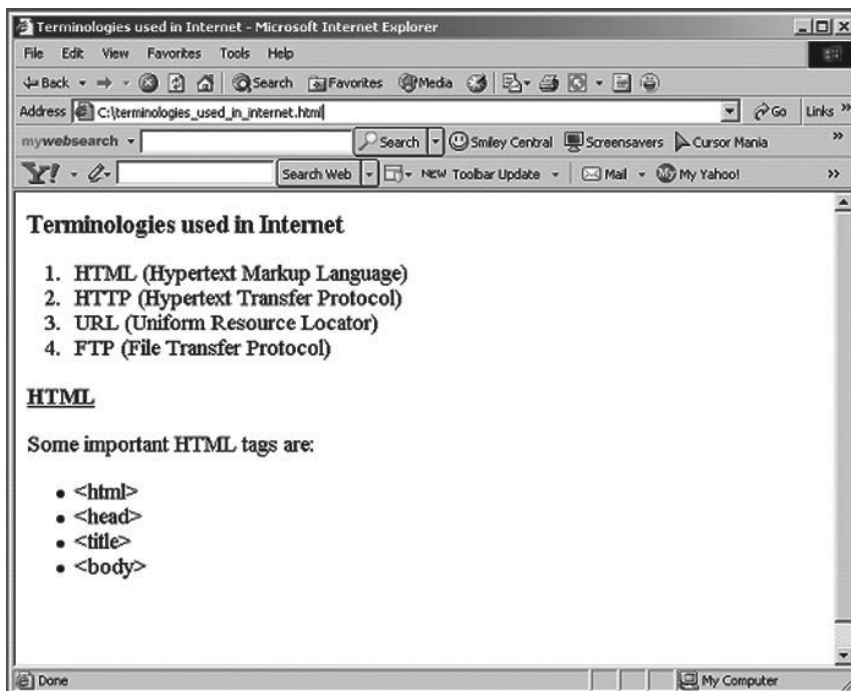 Terminologies used in Internet - Microsoft Internet Explorer
File Edit View Favorites Tools Help
Back Search Favorites Media
Address C:\terminologies_used_in_internet.html Go Links »
mywebsearch Search Smiley Central Screensavers Cursor Mania »
Y! Search Web NEW Toolbar Update Mail My Yahoo! »
Terminologies used in Internet
1. HTML (Hypertext Markup Language)
2. HTTP (Hypertext Transfer Protocol)
3. URL (Uniform Resource Locator)
4. FTP (File Transfer Protocol)
HTML
Some important HTML tags are:
• <html>
• <head>
• <title>
• <body>
Done My Computer